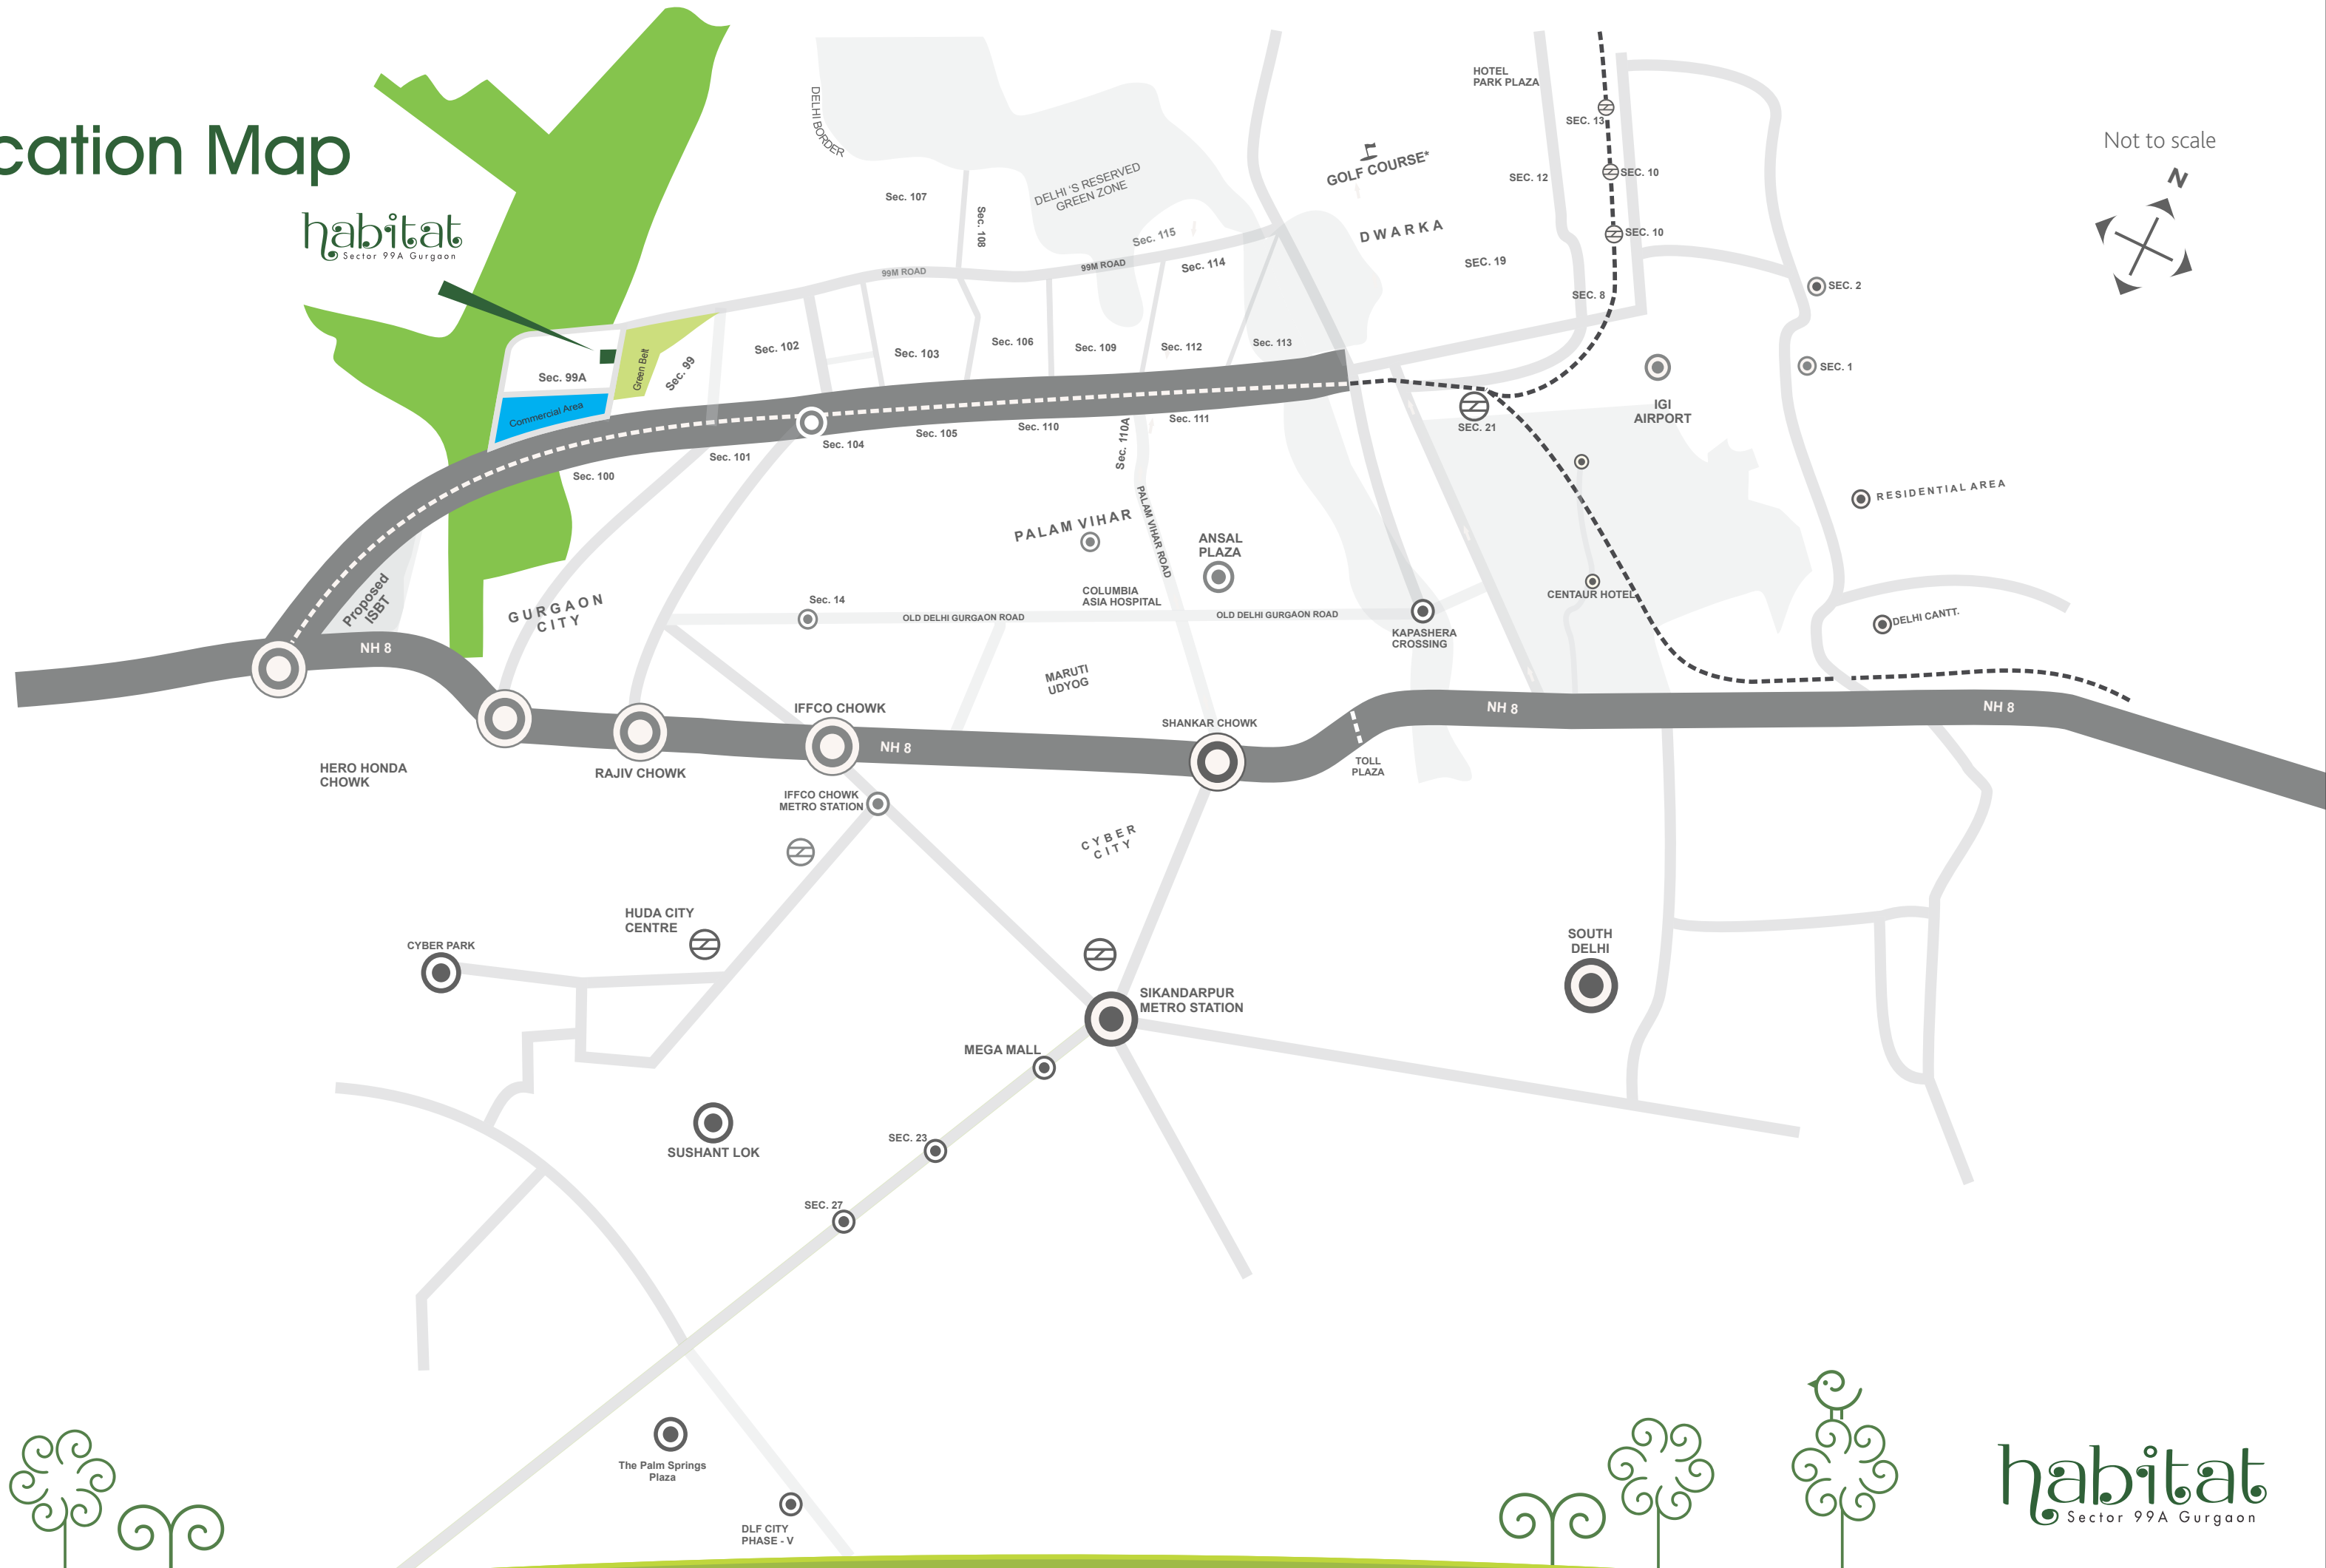 cation Map
habitat
Sector 99A Gurgaon
Not to scale
N
DELHI BORDER
DELHI 'S RESERVED
GREEN ZONE
HOTEL
PARK PLAZA
SEC. 13
SEC. 12
SEC. 10
SEC. 10
GOLF COURSE*
DWARKA
SEC. 19
SEC. 8
SEC. 2
SEC. 1
Sec. 107
Sec. 108
Sec. 115
Sec. 114
99M ROAD
99M ROAD
Sec. 99A
Commercial Area
Green Belt
Sec. 99
Sec. 102
Sec. 103
Sec. 106
Sec. 109
Sec. 112
Sec. 113
Sec. 100
Sec. 101
Sec. 104
Sec. 105
Sec. 110
Sec. 110A
Sec. 111
SEC. 21
IGI
AIRPORT
RESIDENTIAL AREA
PALAM VIHAR
PALAM VIHAR ROAD
ANSAL
PLAZA
COLUMBIA
ASIA HOSPITAL
CENTAUR HOTEL
DELHI CANTT.
Proposed
ISBT
GURGAON
CITY
Sec. 14
OLD DELHI GURGAON ROAD
OLD DELHI GURGAON ROAD
KAPASHERA
CROSSING
NH 8
MARUTI
UDYOG
IFFCO CHOWK
SHANKAR CHOWK
NH 8
NH 8
NH 8
HERO HONDA
CHOWK
RAJIV CHOWK
TOLL
PLAZA
IFFCO CHOWK
METRO STATION
CYBER
CITY
HUDA CITY
CENTRE
CYBER PARK
SOUTH
DELHI
SIKANDARPUR
METRO STATION
MEGA MALL
SUSHANT LOK
SEC. 23
SEC. 27
The Palm Springs
Plaza
DLF CITY
PHASE - V
habitat
Sector 99A Gurgaon